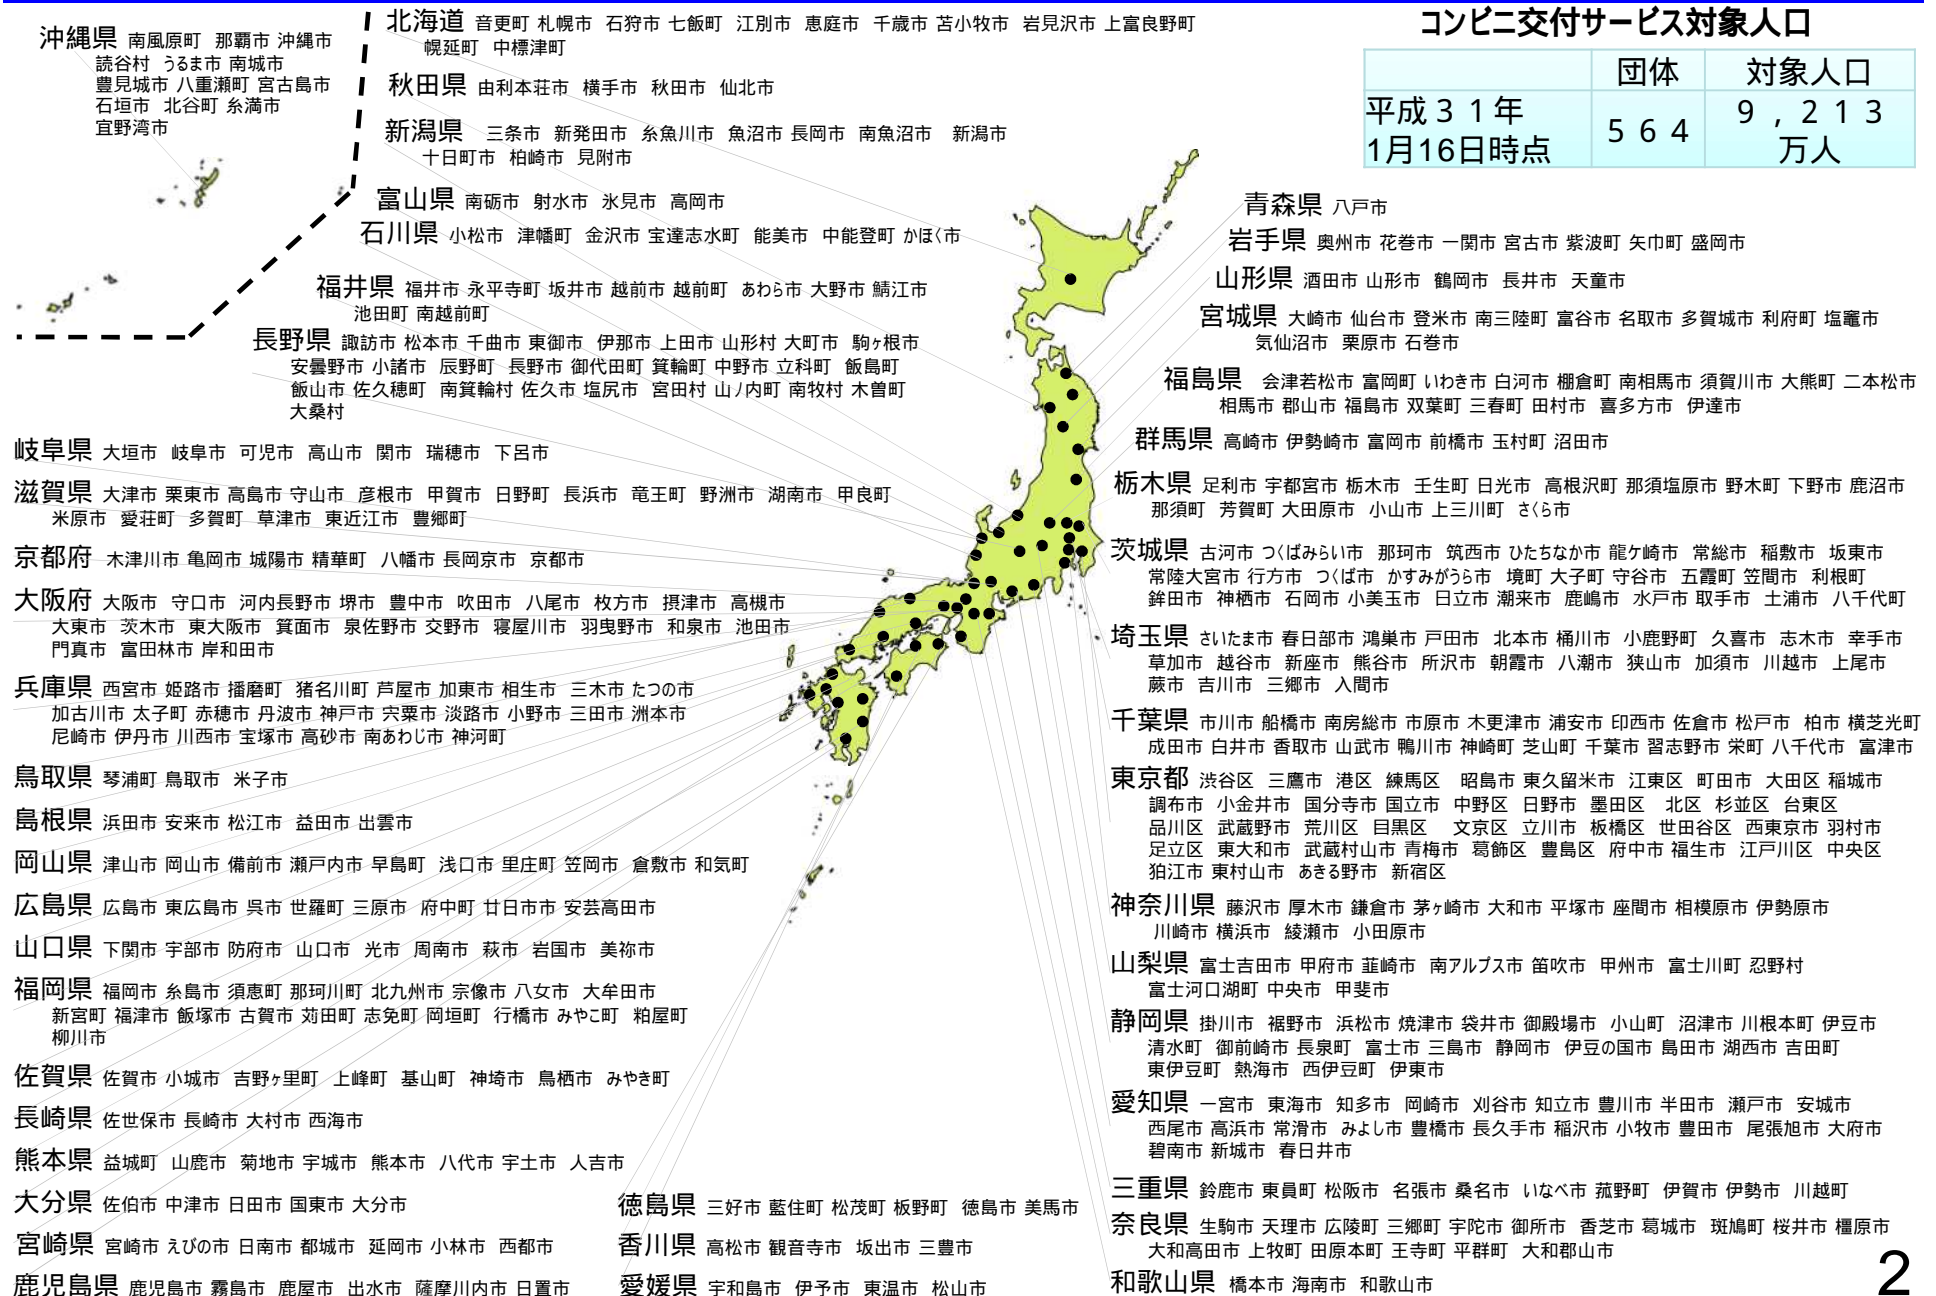 コンビニ交付サービス対象人口
団体 対象人口
平成３１年
1月16日時点
５６４
９，２１３
万人
沖縄県 南風原町 那覇市 沖縄市
読谷村 うるま市 南城市
豊見城市 八重瀬町 宮古島市
石垣市 北谷町 糸満市
宜野湾市
北海道 音更町 札幌市 石狩市 七飯町 江別市 恵庭市 千歳市 苫小牧市 岩見沢市 上富良野町
幌延町 中標津町
秋田県 由利本荘市 横手市 秋田市 仙北市
新潟県 三条市 新発田市 糸魚川市 魚沼市 長岡市 南魚沼市 新潟市
十日町市 柏崎市 見附市
富山県 南砺市 射水市 氷見市 高岡市
石川県 小松市 津幡町 金沢市 宝達志水町 能美市 中能登町 かほく市
福井県 福井市 永平寺町 坂井市 越前市 越前町 あわら市 大野市 鯖江市
池田町 南越前町
長野県 諏訪市 松本市 千曲市 東御市 伊那市 上田市 山形村 大町市 駒ヶ根市
安曇野市 小諸市 辰野町 長野市 御代田町 箕輪町 中野市 立科町 飯島町
飯山市 佐久穂町 南箕輪村 佐久市 塩尻市 宮田村 山ノ内町 南牧村 木曽町
大桑村
岐阜県 大垣市 岐阜市 可児市 高山市 関市 瑞穂市 下呂市
滋賀県 大津市 栗東市 高島市 守山市 彦根市 甲賀市 日野町 長浜市 竜王町 野洲市 湖南市 甲良町
米原市 愛荘町 多賀町 草津市 東近江市 豊郷町
京都府 木津川市 亀岡市 城陽市 精華町 八幡市 長岡京市 京都市
大阪府 大阪市 守口市 河内長野市 堺市 豊中市 吹田市 八尾市 枚方市 摂津市 高槻市
大東市 茨木市 東大阪市 箕面市 泉佐野市 交野市 寝屋川市 羽曳野市 和泉市 池田市
門真市 富田林市 岸和田市
兵庫県 西宮市 姫路市 播磨町 猪名川町 芦屋市 加東市 相生市 三木市 たつの市
加古川市 太子町 赤穂市 丹波市 神戸市 宍粟市 淡路市 小野市 三田市 洲本市
尼崎市 伊丹市 川西市 宝塚市 高砂市 南あわじ市 神河町
鳥取県 琴浦町 鳥取市 米子市
島根県 浜田市 安来市 松江市 益田市 出雲市
岡山県 津山市 岡山市 備前市 瀬戸内市 早島町 浅口市 里庄町 笠岡市 倉敷市 和気町
広島県 広島市 東広島市 呉市 世羅町 三原市 府中町 廿日市市 安芸高田市
山口県 下関市 宇部市 防府市 山口市 光市 周南市 萩市 岩国市 美祢市
福岡県 福岡市 糸島市 須恵町 那珂川町 北九州市 宗像市 八女市 大牟田市
新宮町 福津市 飯塚市 古賀市 苅田町 志免町 岡垣町 行橋市 みやこ町 粕屋町
柳川市
佐賀県 佐賀市 小城市 吉野ヶ里町 上峰町 基山町 神埼市 鳥栖市 みやき町
長崎県 佐世保市 長崎市 大村市 西海市
熊本県 益城町 山鹿市 菊地市 宇城市 熊本市 八代市 宇土市 人吉市
大分県 佐伯市 中津市 日田市 国東市 大分市
宮崎県 宮崎市 えびの市 日南市 都城市 延岡市 小林市 西都市
鹿児島県 鹿児島市 霧島市 鹿屋市 出水市 薩摩川内市 日置市
徳島県 三好市 藍住町 松茂町 板野町 徳島市 美馬市
香川県 高松市 観音寺市 坂出市 三豊市
愛媛県 宇和島市 伊予市 東温市 松山市
青森県 八戸市
岩手県 奥州市 花巻市 一関市 宮古市 紫波町 矢巾町 盛岡市
山形県 酒田市 山形市 鶴岡市 長井市 天童市
宮城県 大崎市 仙台市 登米市 南三陸町 富谷市 名取市 多賀城市 利府町 塩竈市
気仙沼市 栗原市 石巻市
福島県 会津若松市 富岡町 いわき市 白河市 棚倉町 南相馬市 須賀川市 大熊町 二本松市
相馬市 郡山市 福島市 双葉町 三春町 田村市 喜多方市 伊達市
群馬県 高崎市 伊勢崎市 富岡市 前橋市 玉村町 沼田市
栃木県 足利市 宇都宮市 栃木市 壬生町 日光市 高根沢町 那須塩原市 野木町 下野市 鹿沼市
那須町 芳賀町 大田原市 小山市 上三川町 さくら市
茨城県 古河市 つくばみらい市 那珂市 筑西市 ひたちなか市 龍ケ崎市 常総市 稲敷市 坂東市
常陸大宮市 行方市 つくば市 かすみがうら市 境町 大子町 守谷市 五霞町 笠間市 利根町
鉾田市 神栖市 石岡市 小美玉市 日立市 潮来市 鹿嶋市 水戸市 取手市 土浦市 八千代町
埼玉県 さいたま市 春日部市 鴻巣市 戸田市 北本市 桶川市 小鹿野町 久喜市 志木市 幸手市
草加市 越谷市 新座市 熊谷市 所沢市 朝霞市 八潮市 狭山市 加須市 川越市 上尾市
蕨市 吉川市 三郷市 入間市
千葉県 市川市 船橋市 南房総市 市原市 木更津市 浦安市 印西市 佐倉市 松戸市 柏市 横芝光町
成田市 白井市 香取市 山武市 鴨川市 神崎町 芝山町 千葉市 習志野市 栄町 八千代市 富津市
東京都 渋谷区 三鷹市 港区 練馬区 昭島市 東久留米市 江東区 町田市 大田区 稲城市
調布市 小金井市 国分寺市 国立市 中野区 日野市 墨田区 北区 杉並区 台東区
品川区 武蔵野市 荒川区 目黒区 文京区 立川市 板橋区 世田谷区 西東京市 羽村市
足立区 東大和市 武蔵村山市 青梅市 葛飾区 豊島区 府中市 福生市 江戸川区 中央区
狛江市 東村山市 あきる野市 新宿区
神奈川県 藤沢市 厚木市 鎌倉市 茅ヶ崎市 大和市 平塚市 座間市 相模原市 伊勢原市
川崎市 横浜市 綾瀬市 小田原市
山梨県 富士吉田市 甲府市 韮崎市 南アルプス市 笛吹市 甲州市 富士川町 忍野村
富士河口湖町 中央市 甲斐市
静岡県 掛川市 裾野市 浜松市 焼津市 袋井市 御殿場市 小山町 沼津市 川根本町 伊豆市
清水町 御前崎市 長泉町 富士市 三島市 静岡市 伊豆の国市 島田市 湖西市 吉田町
東伊豆町 熱海市 西伊豆町 伊東市
愛知県 一宮市 東海市 知多市 岡崎市 刈谷市 知立市 豊川市 半田市 瀬戸市 安城市
西尾市 高浜市 常滑市 みよし市 豊橋市 長久手市 稲沢市 小牧市 豊田市 尾張旭市 大府市
碧南市 新城市 春日井市
三重県 鈴鹿市 東員町 松阪市 名張市 桑名市 いなべ市 菰野町 伊賀市 伊勢市 川越町
奈良県 生駒市 天理市 広陵町 三郷町 宇陀市 御所市 香芝市 葛城市 斑鳩町 桜井市 橿原市
大和高田市 上牧町 田原本町 王寺町 平群町 大和郡山市
和歌山県 橋本市 海南市 和歌山市
2